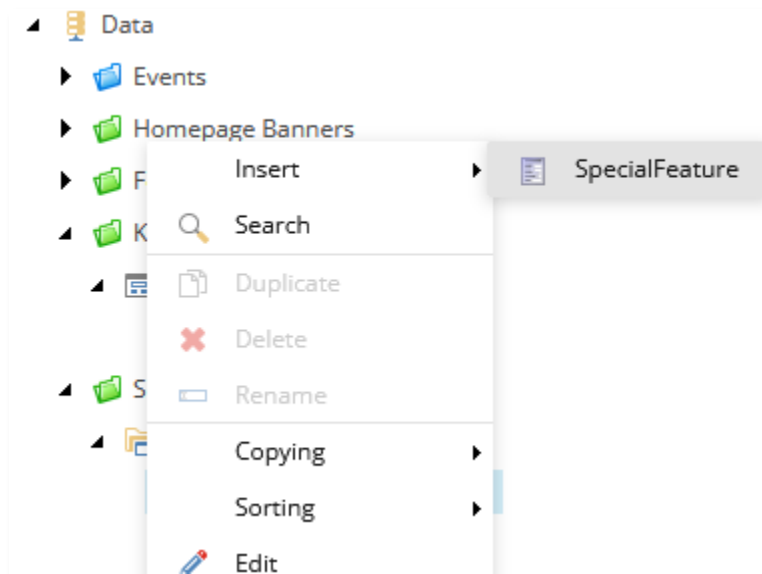 Data
Events
Homepage Banners
F
K
S
Insert
SpecialFeature
Search
Duplicate
Delete
Rename
Copying
Sorting
Edit